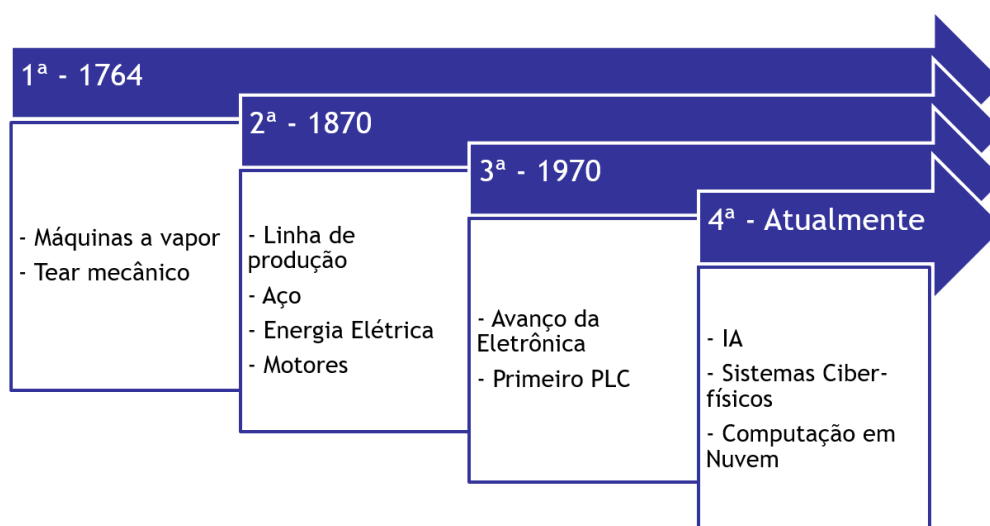 1ª - 1764
- Máquinas a vapor
- Tear mecânico
2ª - 1870
- Linha de
produção
- Aço
- Energia Elétrica
- Motores
3ª - 1970
- Avanço da
Eletrônica
- Primeiro PLC
4ª - Atualmente
- IA
- Sistemas Ciber-
físicos
- Computação em
Nuvem